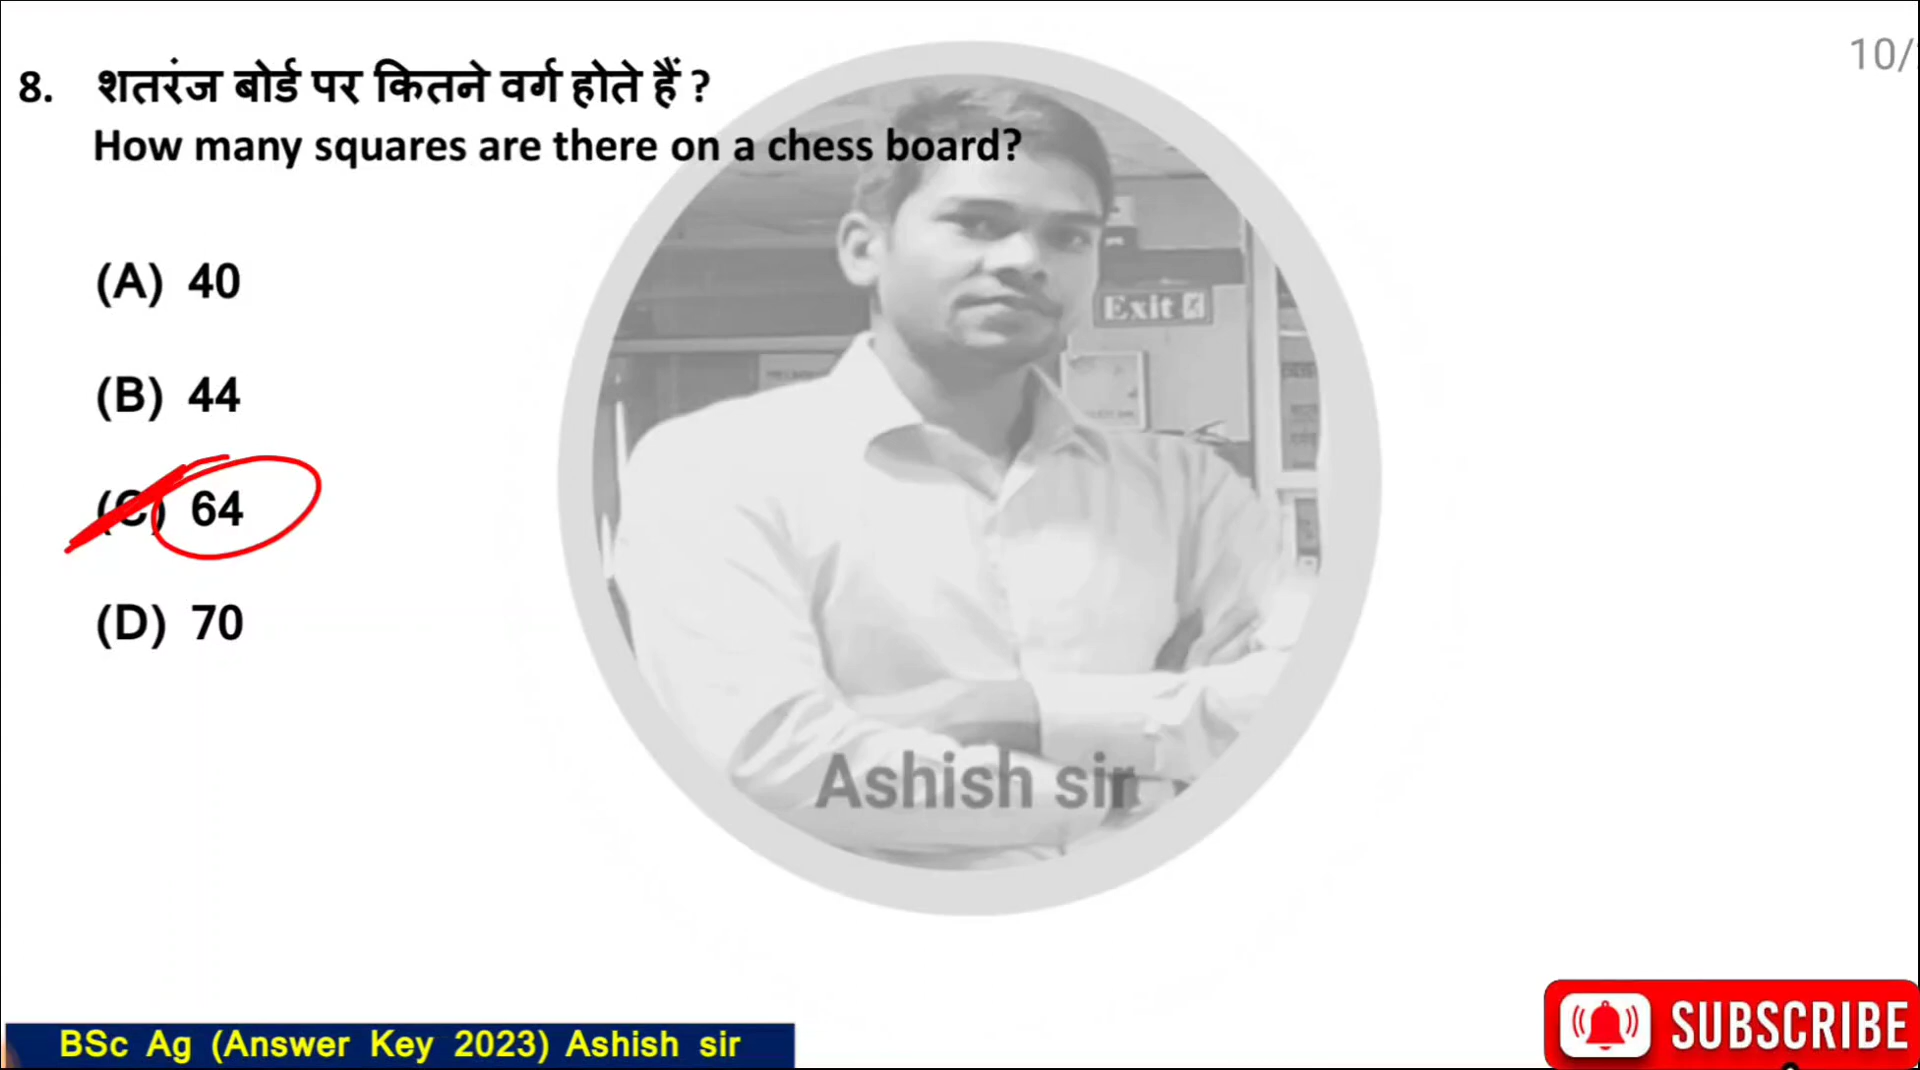 10/
8. शतरंज बोर्ड पर कितने वर्ग होते हैं ?
How many squares are there on a chess board?
(A) 40
(B) 44
(C) 64
(D) 70
Exit
Ashish sir
BSc Ag (Answer Key 2023) Ashish sir
SUBSCRIBE